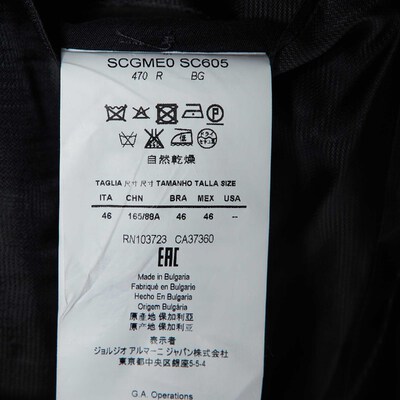 SCGME0 SC605
470 R BG
自然乾燥
TAGLIA 尺寸 尺寸 TAMANHO TALLA SIZE
ITA CHN BRA MEX USA
46 165/88A 46 46 --
RN103723 CA37360
EAC
Made in Bulgaria
Fabriqué en Bulgarie
Hecho En Bulgaria
Origem Bulgária
原產地 保加利亞
原产地 保加利亚
表示者
ジョルジオ アルマーニ ジャパン株式会社
東京都中央区銀座5-5-4
G.A. Operations